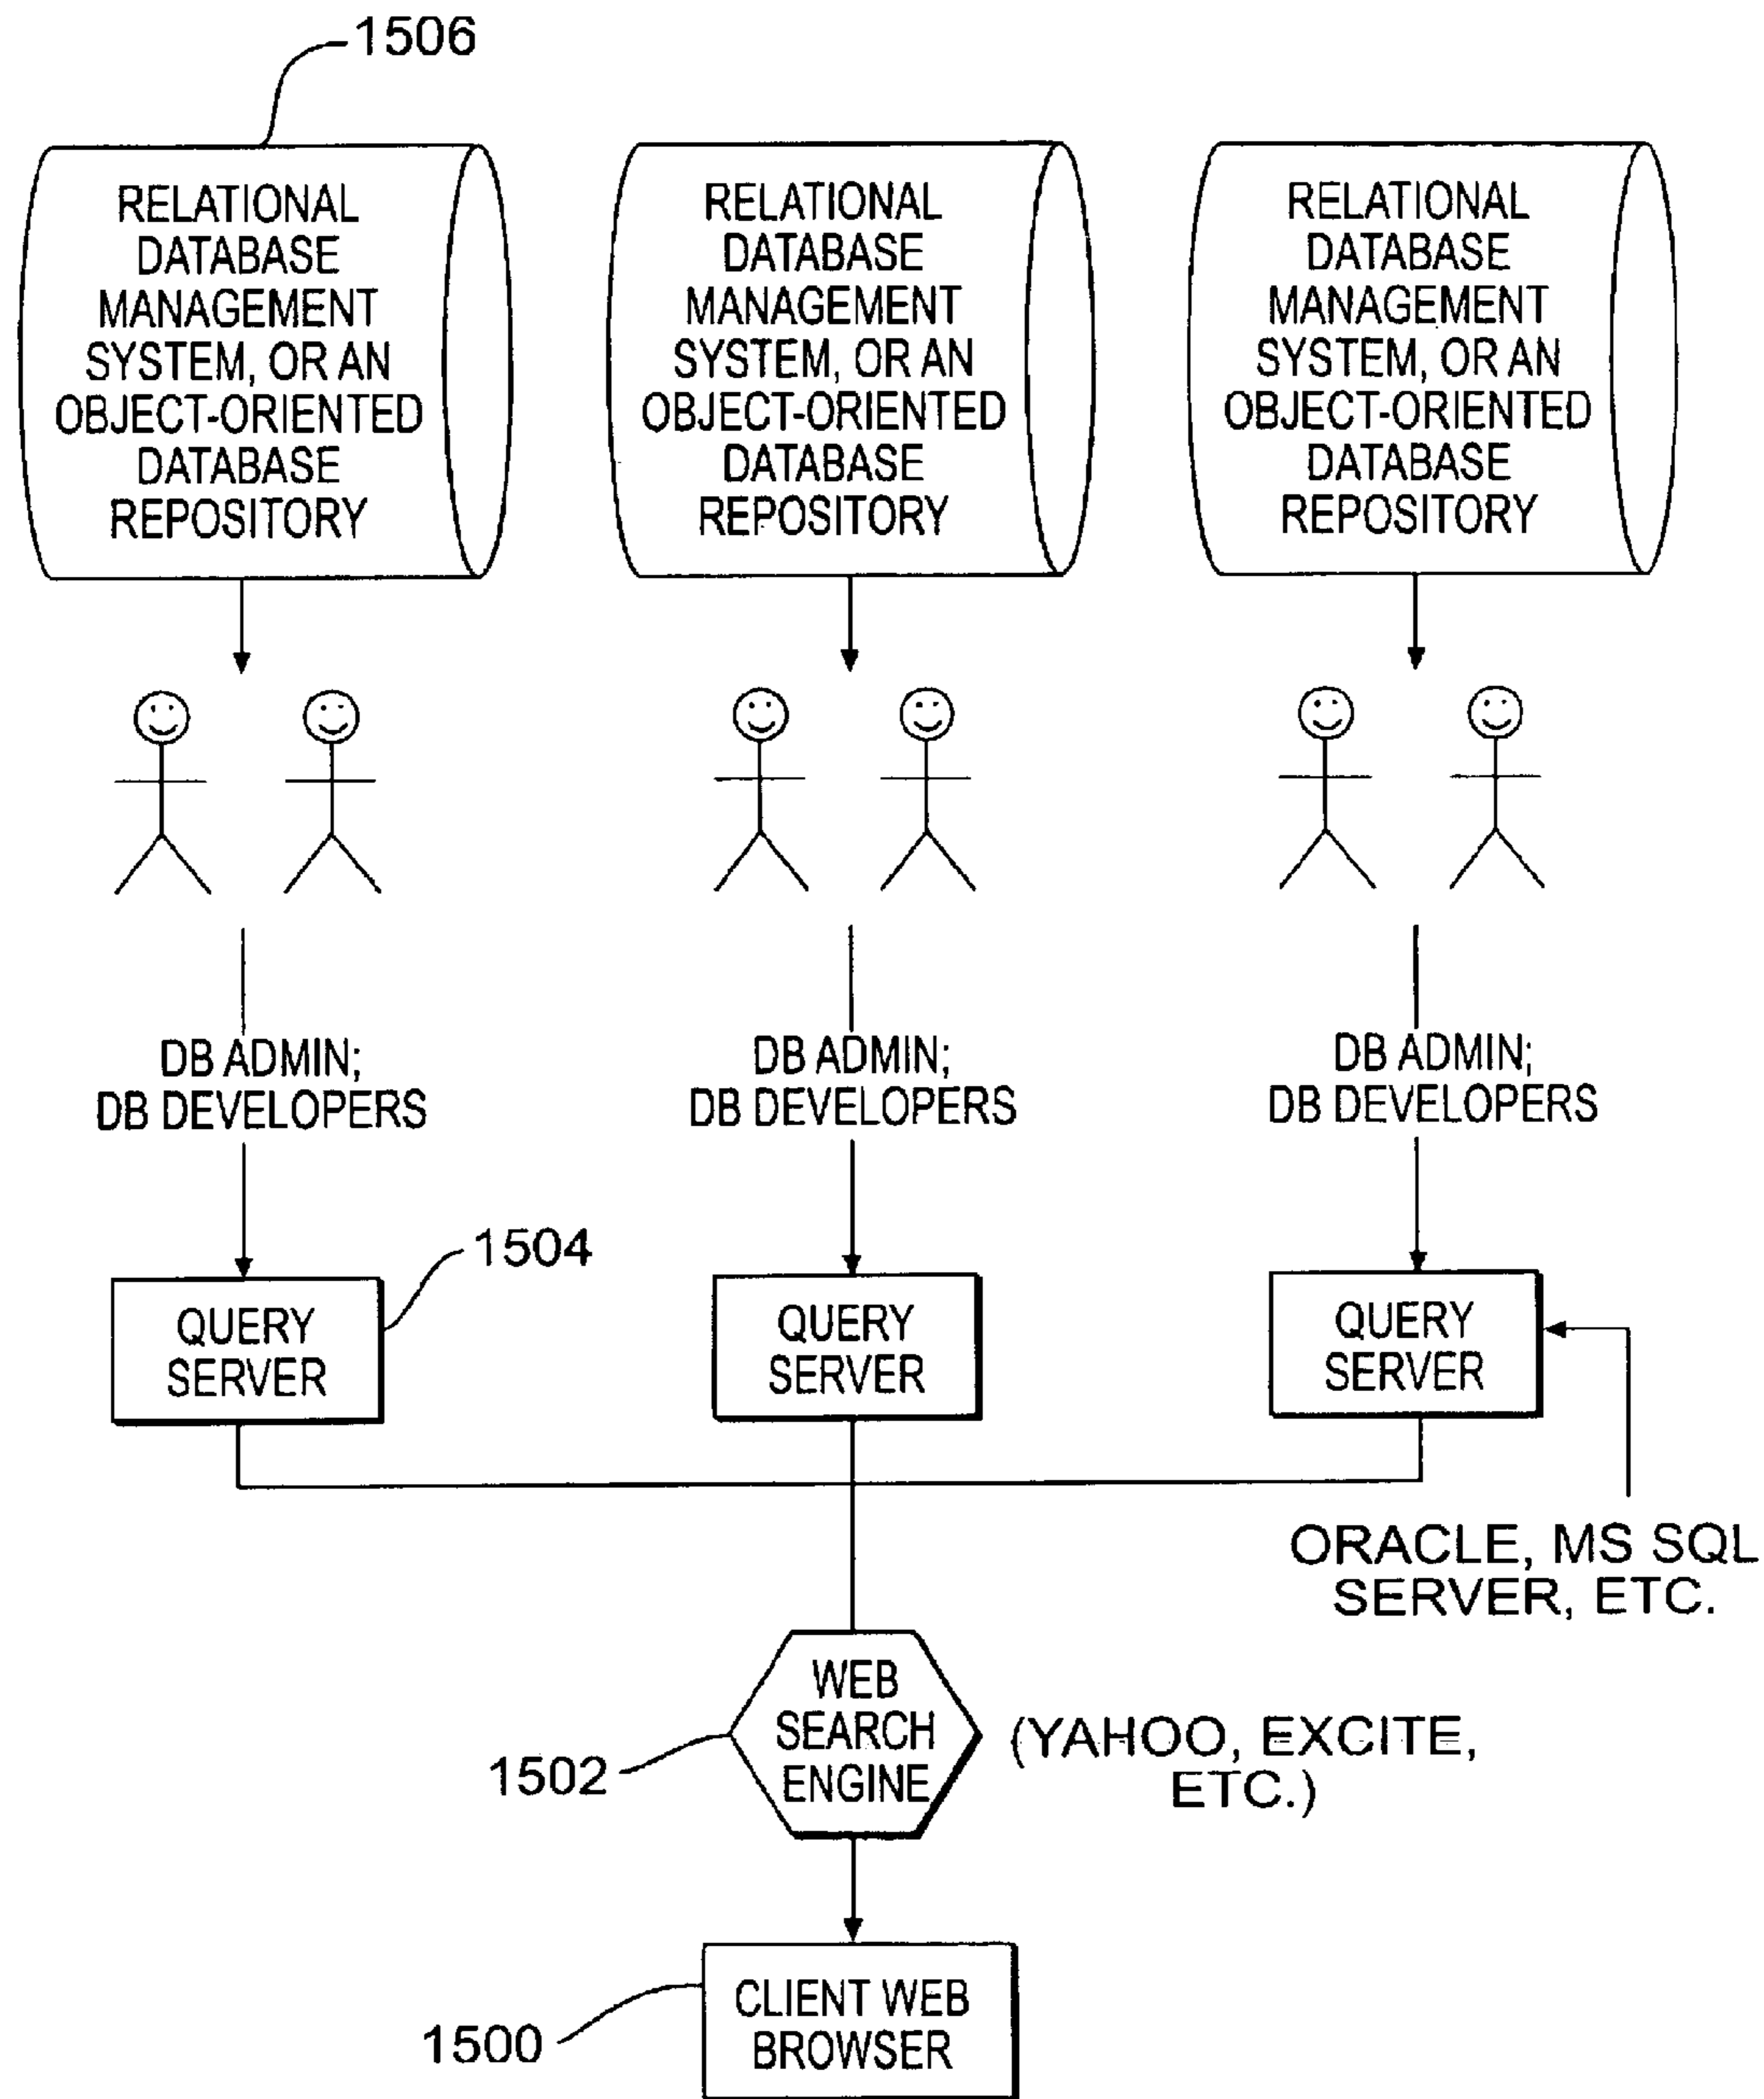 1506
RELATIONAL
DATABASE
MANAGEMENT
SYSTEM, OR AN
OBJECT-ORIENTED
DATABASE
REPOSITORY
RELATIONAL
DATABASE
MANAGEMENT
SYSTEM, OR AN
OBJECT-ORIENTED
DATABASE
REPOSITORY
RELATIONAL
DATABASE
MANAGEMENT
SYSTEM, OR AN
OBJECT-ORIENTED
DATABASE
REPOSITORY
DB ADMIN;
DB DEVELOPERS
DB ADMIN;
DB DEVELOPERS
DB ADMIN;
DB DEVELOPERS
1504
QUERY
SERVER
QUERY
SERVER
QUERY
SERVER
ORACLE, MS SQL
SERVER, ETC.
WEB
SEARCH
ENGINE
1502
(YAHOO, EXCITE,
ETC.)
CLIENT WEB
BROWSER
1500